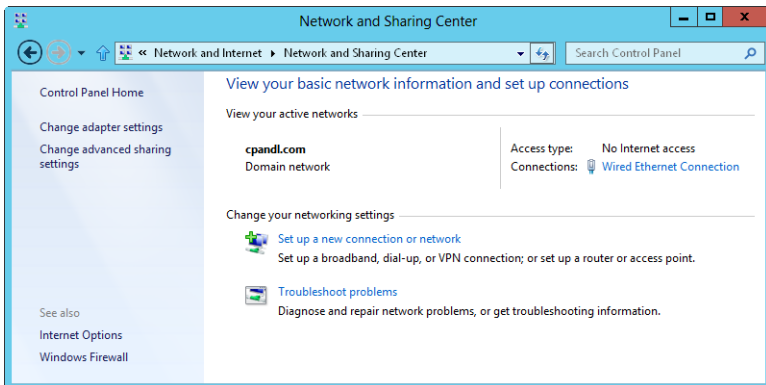 Network and Sharing Center
« Network and Internet ▸ Network and Sharing Center
Search Control Panel
Control Panel Home
Change adapter settings
Change advanced sharing
settings
See also
Internet Options
Windows Firewall
View your basic network information and set up connections
View your active networks
cpandl.com
Domain network
Access type: No Internet access
Connections: Wired Ethernet Connection
Change your networking settings
Set up a new connection or network
Set up a broadband, dial-up, or VPN connection; or set up a router or access point.
Troubleshoot problems
Diagnose and repair network problems, or get troubleshooting information.